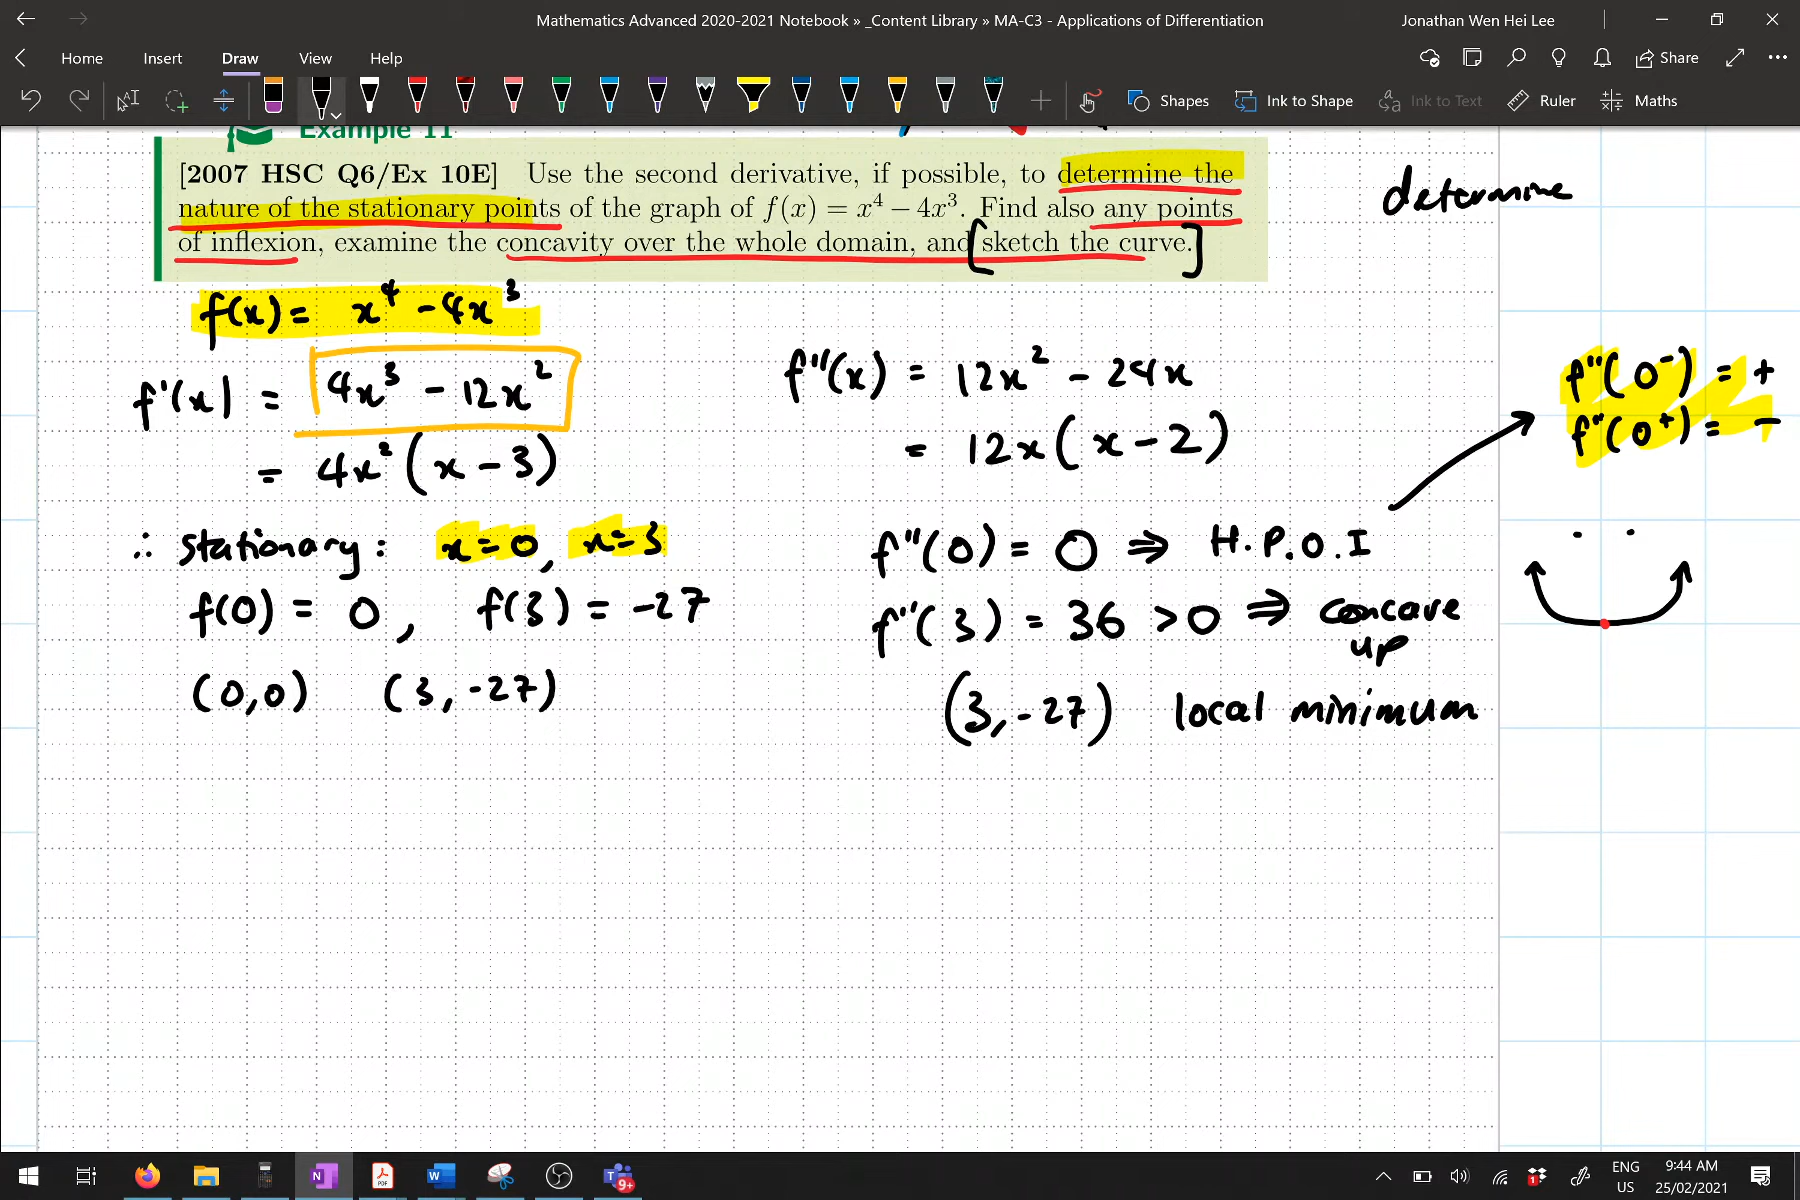 Mathematics Advanced 2020-2021 Notebook » _Content Library » MA-C3 - Applications of Differentiation
Jonathan Wen Hei Lee
Home Insert Draw View Help
Share
Shapes Ink to Shape Ink to Text Ruler Maths
Example 11
[2007 HSC Q6/Ex 10E] Use the second derivative, if possible, to determine the
nature of the stationary points of the graph of f(x) = x⁴ − 4x³. Find also any points
of inflexion, examine the concavity over the whole domain, and [sketch the curve.]
determine
f(x) = x⁴ − 4x³
f'(x) = 4x³ − 12x²
= 4x²(x − 3)
∴ stationary: x = 0, x = 3
f(0) = 0, f(3) = −27
(0,0) (3, −27)
f''(x) = 12x² − 24x
= 12x(x − 2)
f''(0) = 0 ⇒ H.P.O.I
f''(3) = 36 > 0 ⇒ concave
up
(3, −27) local minimum
f''(0⁻) = +
f''(0⁺) = −
N
PDF
W
T
9+
1
ENG
US
9:44 AM
25/02/2021